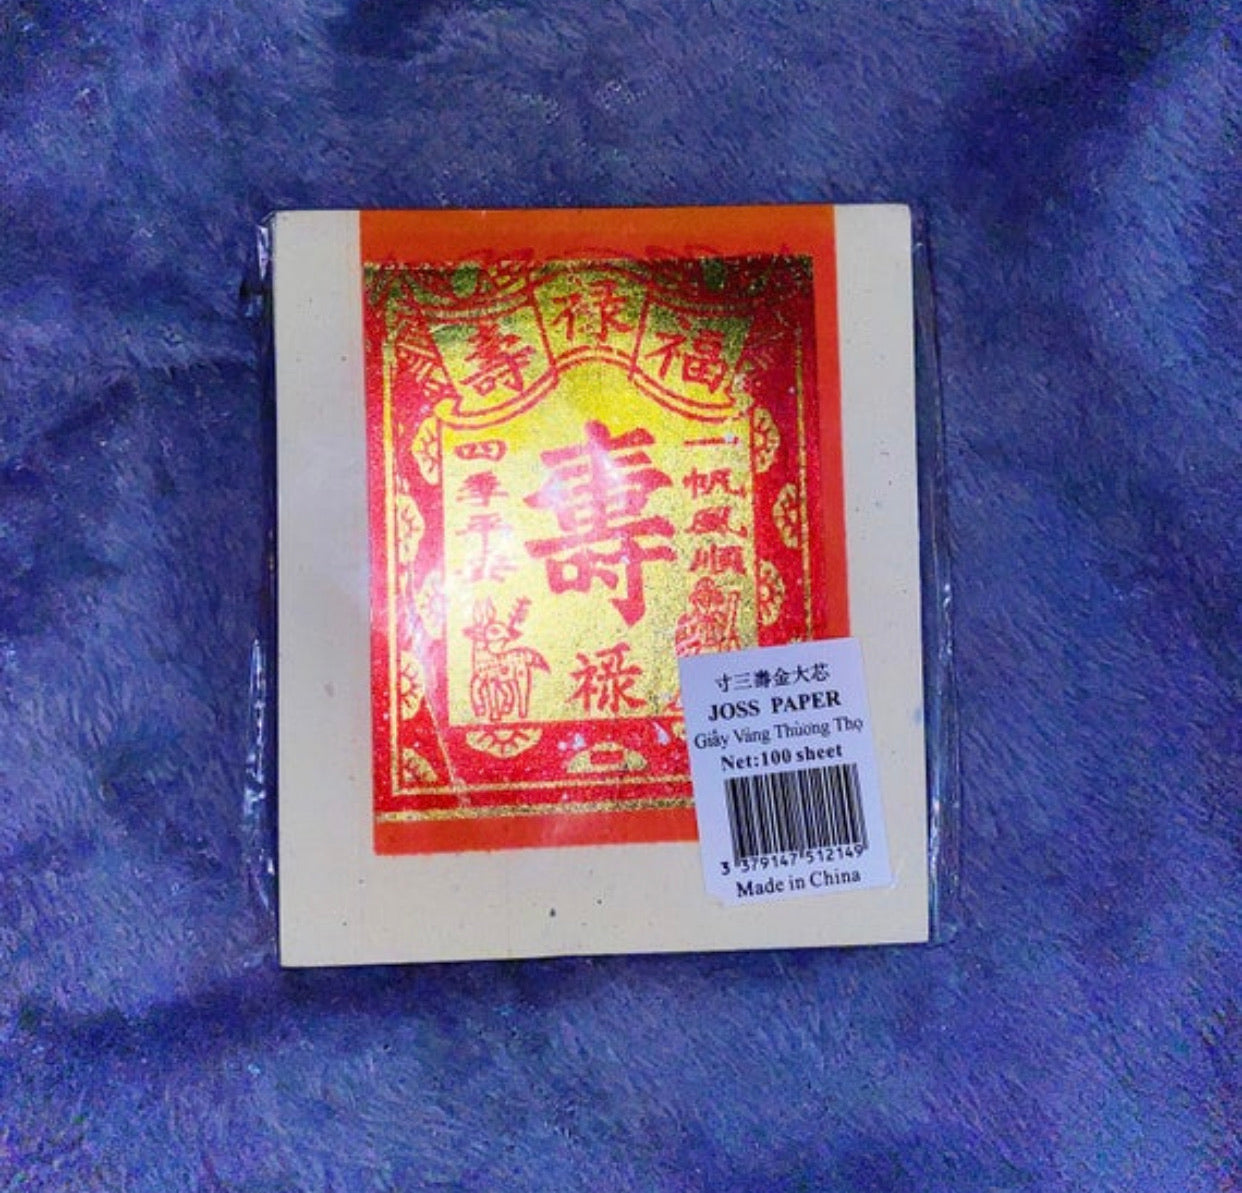 福祿壽
一帆風順
壽
四季平安
祿
寸三壽金大芯
JOSS PAPER
Giấy Vàng Thương Thọ
Net:100 sheet
3 379147 512149
Made in China